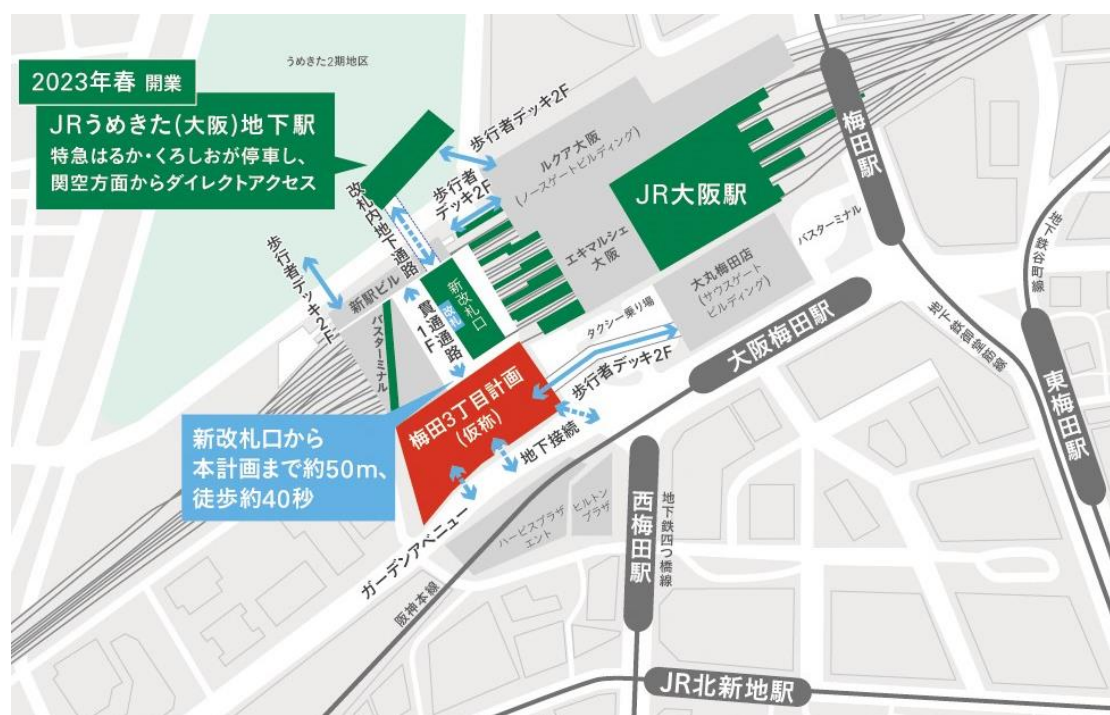 うめきた2期地区
2023年春 開業
JRうめきた(大阪)地下駅
特急はるか・くろしおが停車し、
関空方面からダイレクトアクセス
歩行者デッキ2F
ルクア大阪
(ノースゲートビルディング)
梅田駅
JR大阪駅
歩行者
デッキ2F
改札内地下通路
エキマルシェ
大阪
バスターミナル
大丸梅田店
(サウスゲート
ビルディング)
地下鉄谷町線
歩行者デッキ2F
新駅ビル
新改札口
改札
貫通通路
1F
バスターミナル
タクシー乗り場
大阪梅田駅
地下鉄御堂筋線
東梅田駅
歩行者デッキ2F
梅田3丁目計画
(仮称)
地下接続
新改札口から
本計画まで約50m、
徒歩約40秒
ガーデンアベニュー
ハービスプラザ
エント
ヒルトン
プラザ
西梅田駅
地下鉄四つ橋線
阪神本線
JR北新地駅